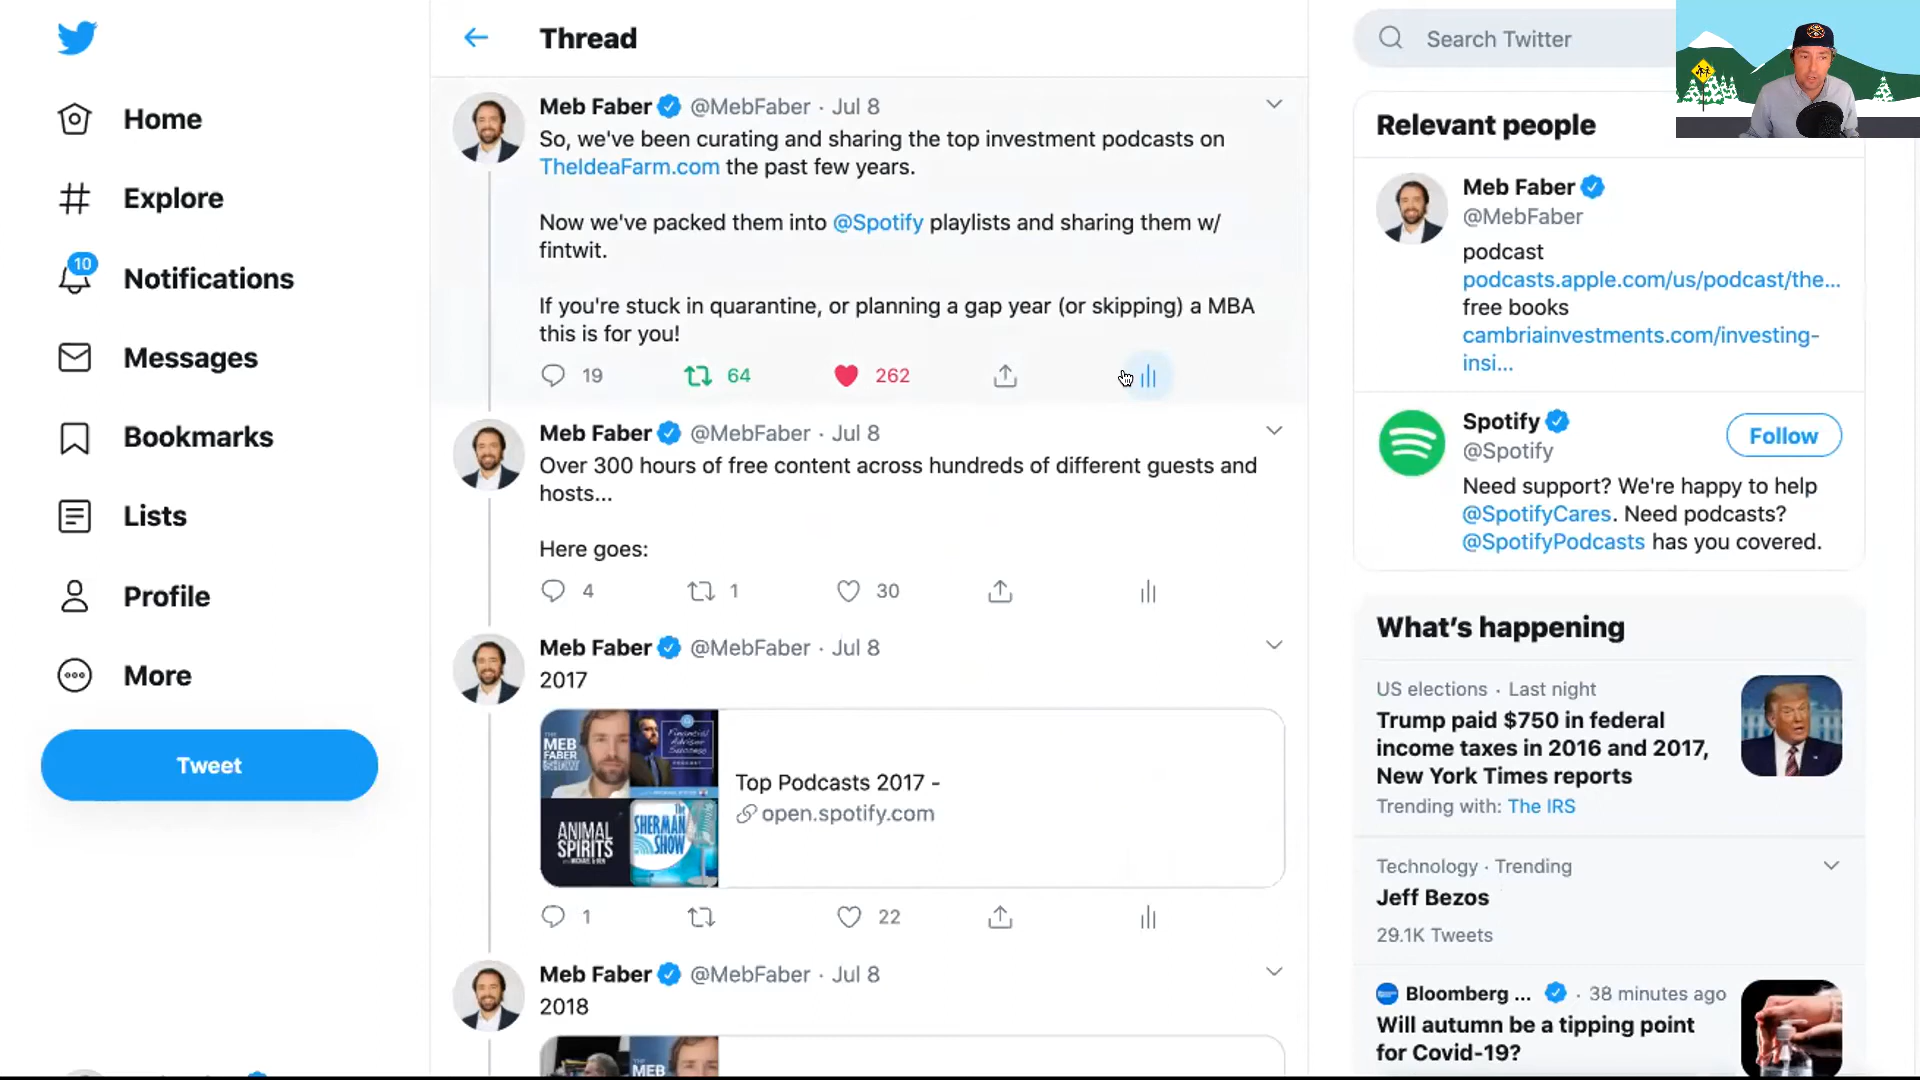 Home
Explore
10
Notifications
Messages
Bookmarks
Lists
Profile
More
Tweet
Thread
Meb Faber @MebFaber · Jul 8
So, we've been curating and sharing the top investment podcasts on
TheIdeaFarm.com the past few years.
Now we've packed them into @Spotify playlists and sharing them w/
fintwit.
If you're stuck in quarantine, or planning a gap year (or skipping) a MBA
this is for you!
19 64 262
Meb Faber @MebFaber · Jul 8
Over 300 hours of free content across hundreds of different guests and
hosts...
Here goes:
4 1 30
Meb Faber @MebFaber · Jul 8
2017
THE
MEB
FABER
SHOW
Financial
Advisor
Success
PODCAST
ANIMAL
SPIRITS
The
SHERMAN
SHOW
Top Podcasts 2017 -
open.spotify.com
1 22
Meb Faber @MebFaber · Jul 8
2018
THE
MEB
Search Twitter
Relevant people
Meb Faber
@MebFaber
podcast
podcasts.apple.com/us/podcast/the...
free books
cambriainvestments.com/investing-
insi...
Spotify
@Spotify
Follow
Need support? We're happy to help
@SpotifyCares. Need podcasts?
@SpotifyPodcasts has you covered.
What's happening
US elections · Last night
Trump paid $750 in federal
income taxes in 2016 and 2017,
New York Times reports
Trending with: The IRS
Technology · Trending
Jeff Bezos
29.1K Tweets
Bloomberg ... · 38 minutes ago
Will autumn be a tipping point
for Covid-19?